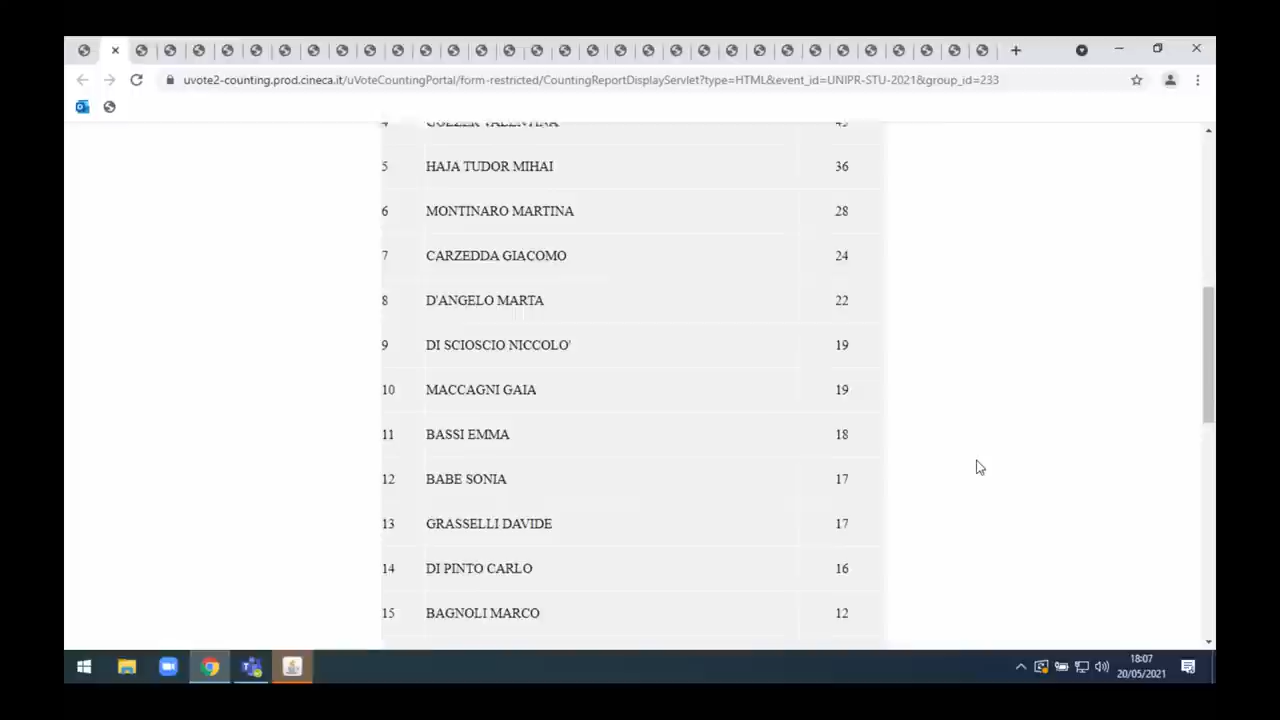 uvote2-counting.prod.cineca.it/uVoteCountingPortal/form-restricted/CountingReportDisplayServlet?type=HTML&event_id=UNIPR-STU-2021&group_id=233
5 HAJA TUDOR MIHAI 36
6 MONTINARO MARTINA 28
7 CARZEDDA GIACOMO 24
8 D'ANGELO MARTA 22
9 DI SCIOSCIO NICCOLO' 19
10 MACCAGNI GAIA 19
11 BASSI EMMA 18
12 BABE SONIA 17
13 GRASSELLI DAVIDE 17
14 DI PINTO CARLO 16
15 BAGNOLI MARCO 12
18:07
20/05/2021